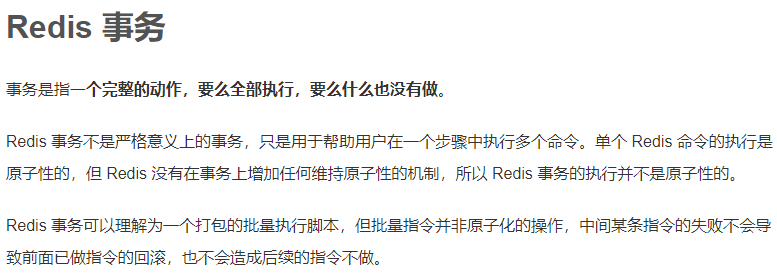 Redis 事务
事务是指一个完整的动作，要么全部执行，要么什么也没有做。
Redis 事务不是严格意义上的事务，只是用于帮助用户在一个步骤中执行多个命令。单个 Redis 命令的执行是
原子性的，但 Redis 没有在事务上增加任何维持原子性的机制，所以 Redis 事务的执行并不是原子性的。
Redis 事务可以理解为一个打包的批量执行脚本，但批量指令并非原子化的操作，中间某条指令的失败不会导
致前面已做指令的回滚，也不会造成后续的指令不做。